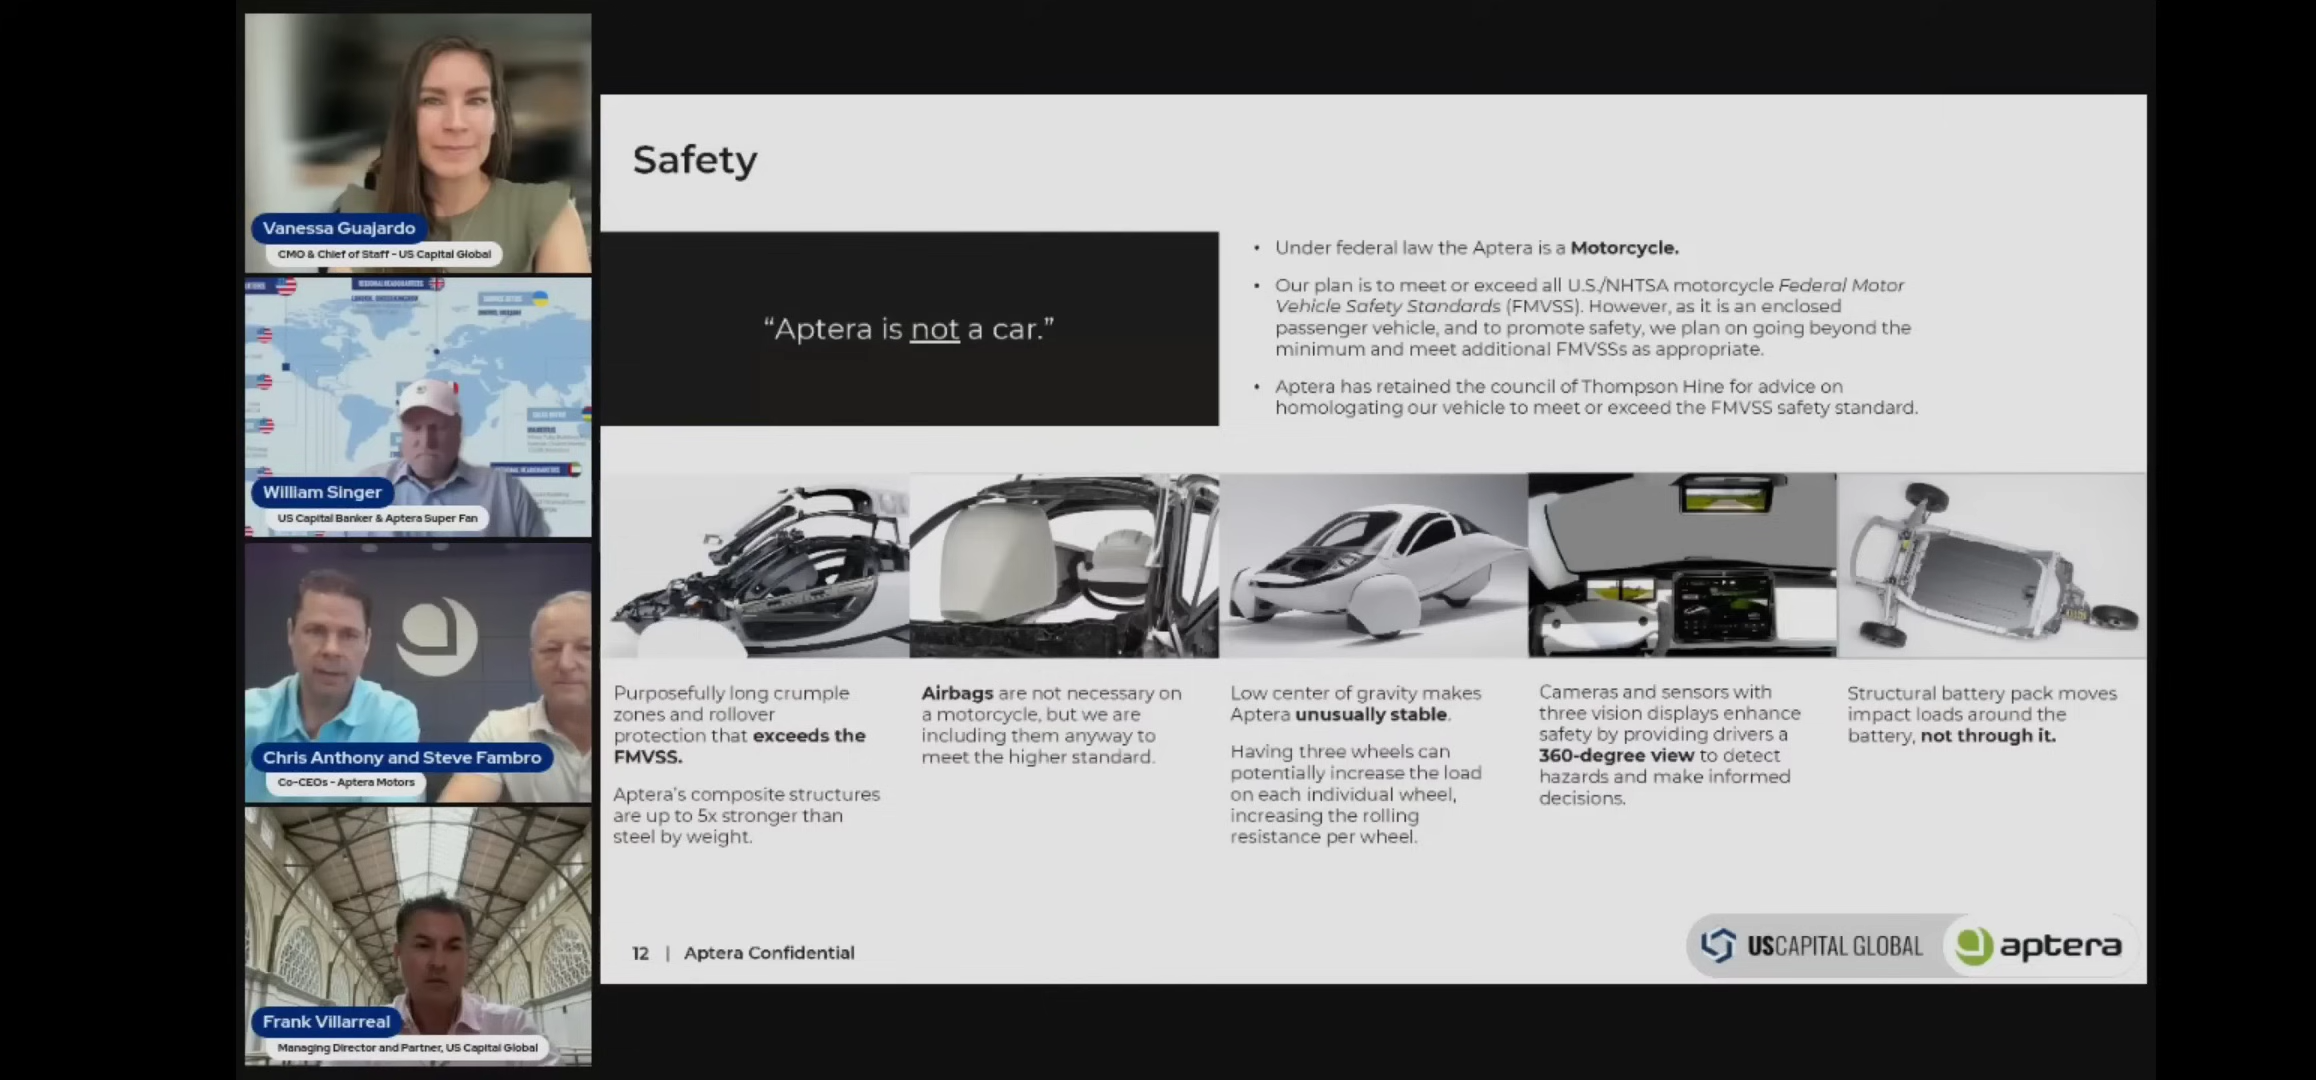 Vanessa Guajardo
CMO & Chief of Staff - US Capital Global
REGIONAL HEADQUARTERS
William Singer
US Capital Banker & Aptera Super Fan
Chris Anthony and Steve Fambro
Co-CEOs - Aptera Motors
Frank Villarreal
Managing Director and Partner, US Capital Global
Safety
“Aptera is not a car.”
• Under federal law the Aptera is a Motorcycle.
• Our plan is to meet or exceed all U.S./NHTSA motorcycle Federal Motor
Vehicle Safety Standards (FMVSS). However, as it is an enclosed
passenger vehicle, and to promote safety, we plan on going beyond the
minimum and meet additional FMVSSs as appropriate.
• Aptera has retained the council of Thompson Hine for advice on
homologating our vehicle to meet or exceed the FMVSS safety standard.
Purposefully long crumple
zones and rollover
protection that exceeds the
FMVSS.
Aptera’s composite structures
are up to 5x stronger than
steel by weight.
Airbags are not necessary on
a motorcycle, but we are
including them anyway to
meet the higher standard.
Low center of gravity makes
Aptera unusually stable.
Having three wheels can
potentially increase the load
on each individual wheel,
increasing the rolling
resistance per wheel.
Cameras and sensors with
three vision displays enhance
safety by providing drivers a
360-degree view to detect
hazards and make informed
decisions.
Structural battery pack moves
impact loads around the
battery, not through it.
12 | Aptera Confidential
USCAPITAL GLOBAL
aptera